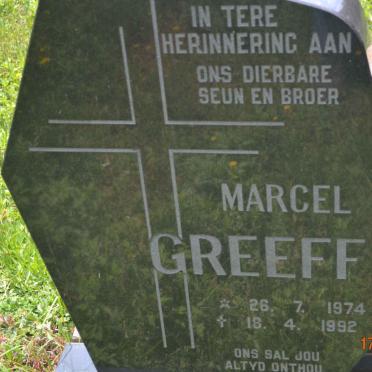 IN TERE
HERINNERING AAN
ONS DIERBARE
SEUN EN BROER
MARCEL
GREEFF
* 26. 7. 1974
✝ 18. 4. 1992
ONS SAL JOU
ALTYD ONTHOU
17